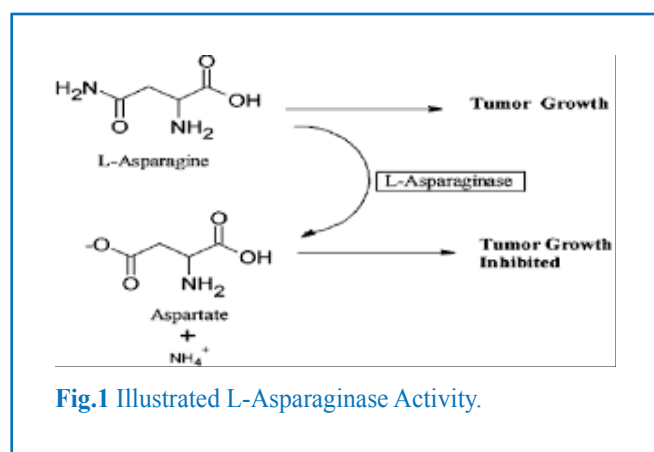 O
H₂N
OH
O
NH₂
L-Asparagine
Tumor Growth
L-Asparaginase
O
-O
OH
O
NH₂
Aspartate
+
NH₄⁺
Tumor Growth
Inhibited
Fig.1 Illustrated L-Asparaginase Activity.